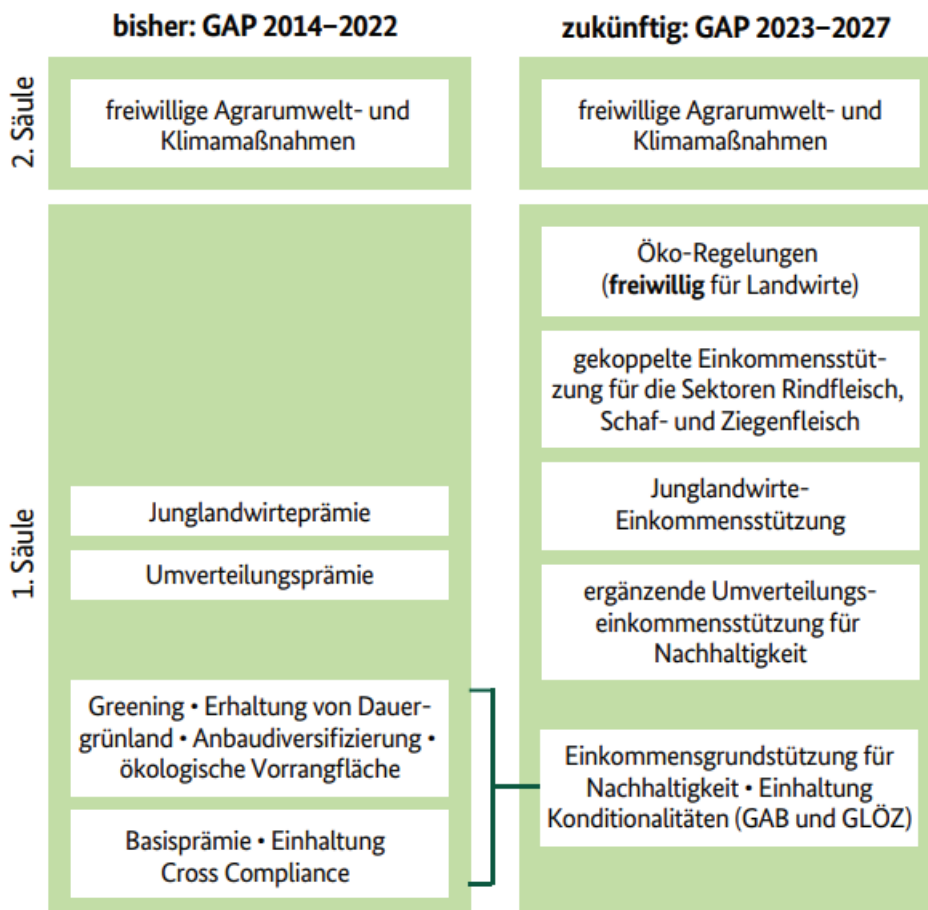 bisher: GAP 2014–2022
zukünftig: GAP 2023–2027
2. Säule
freiwillige Agrarumwelt- und
Klimamaßnahmen
freiwillige Agrarumwelt- und
Klimamaßnahmen
1. Säule
Junglandwirteprämie
Umverteilungsprämie
Greening • Erhaltung von Dauer-
grünland • Anbaudiversifizierung •
ökologische Vorrangfläche
Basisprämie • Einhaltung
Cross Compliance
Öko-Regelungen
(freiwillig für Landwirte)
gekoppelte Einkommensstüt-
zung für die Sektoren Rindfleisch,
Schaf- und Ziegenfleisch
Junglandwirte-
Einkommensstützung
ergänzende Umverteilungs-
einkommensstützung für
Nachhaltigkeit
Einkommensgrundstützung für
Nachhaltigkeit • Einhaltung
Konditionalitäten (GAB und GLÖZ)